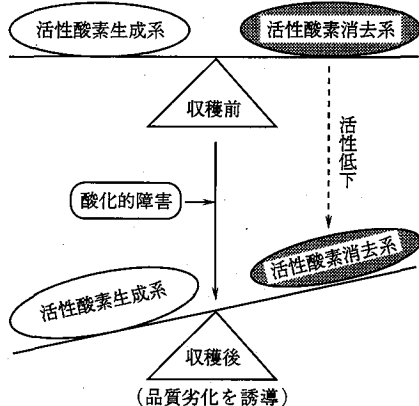 活性酸素生成系
活性酸素消去系
収穫前
活性低下
酸化的障害
活性酸素消去系
活性酸素生成系
収穫後
(品質劣化を誘導)